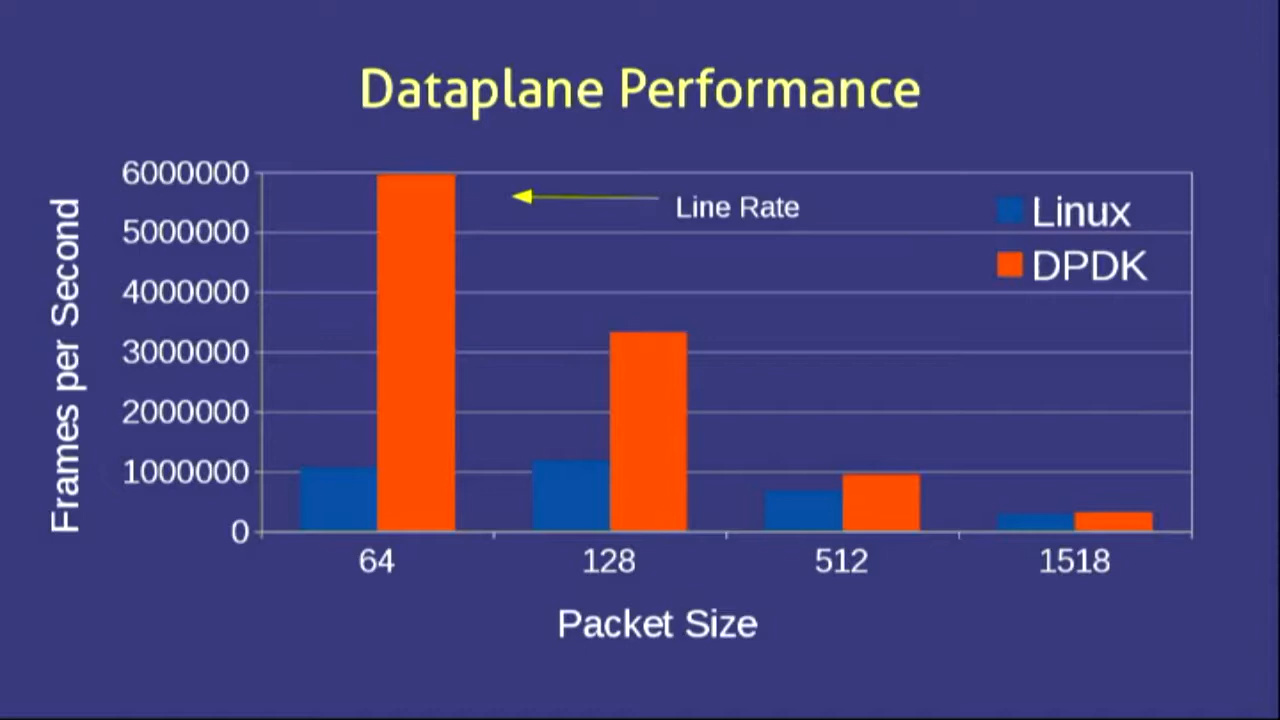 Dataplane Performance
6000000
5000000
4000000
3000000
2000000
1000000
0
Frames per Second
Line Rate
Linux
DPDK
64 128 512 1518
Packet Size